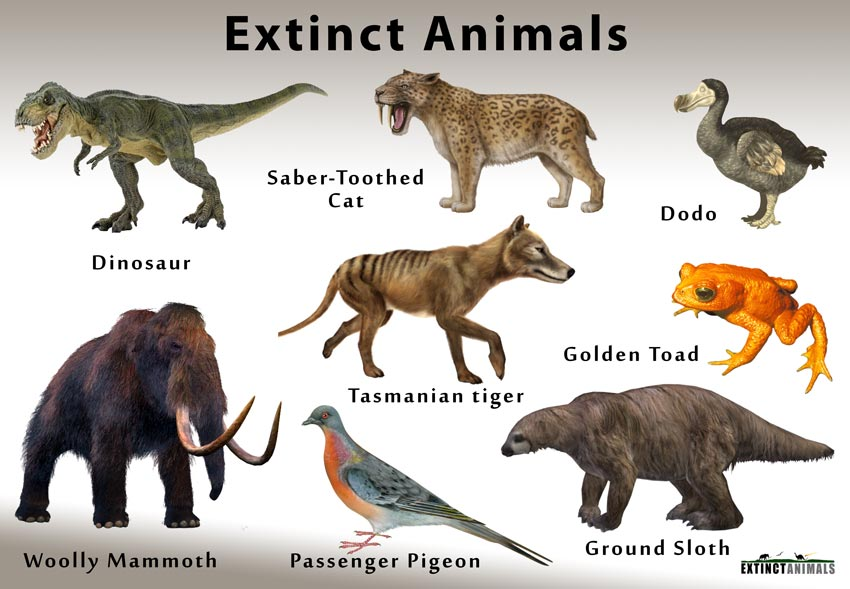 Extinct Animals
Saber-Toothed
Cat
Dodo
Dinosaur
Golden Toad
Tasmanian tiger
Woolly Mammoth
Passenger Pigeon
Ground Sloth
EXTINCTANIMALS